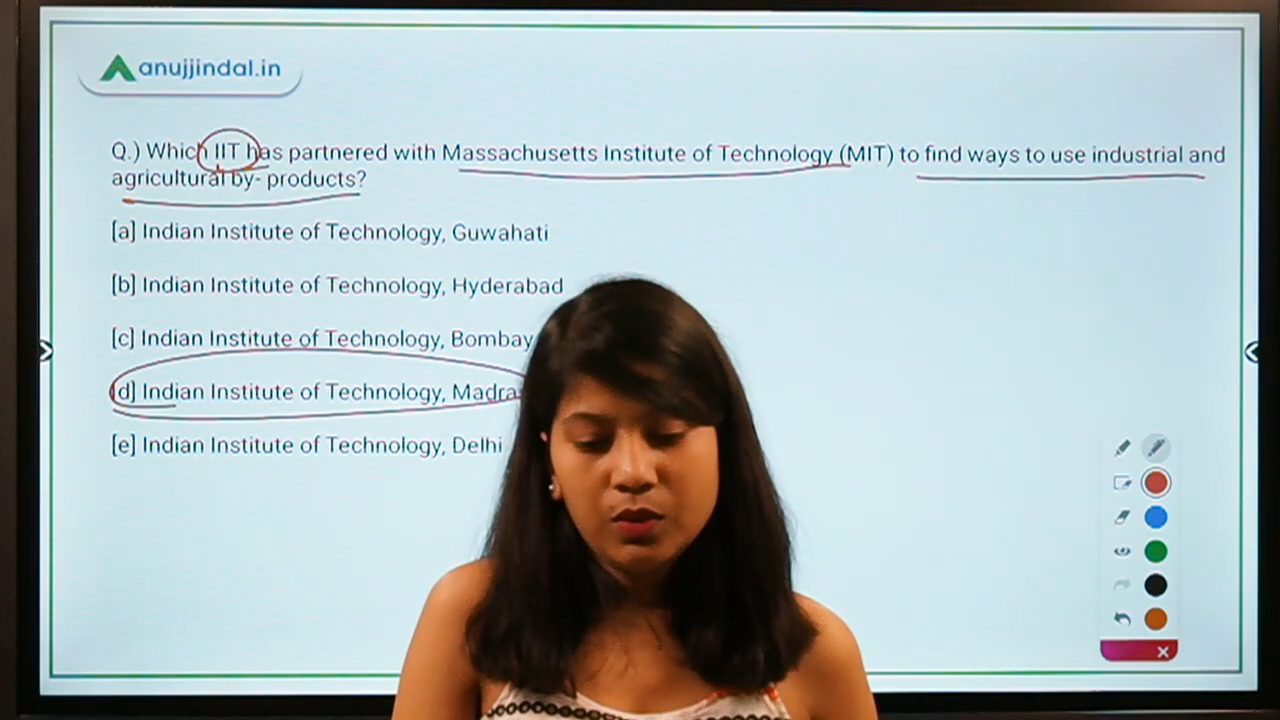 anujjindal.in
Q.) Which IIT has partnered with Massachusetts Institute of Technology (MIT) to find ways to use industrial and
agricultural by- products?
[a] Indian Institute of Technology, Guwahati
[b] Indian Institute of Technology, Hyderabad
[c] Indian Institute of Technology, Bombay
[d] Indian Institute of Technology,
[e] Indian Institute of Technology, Delhi